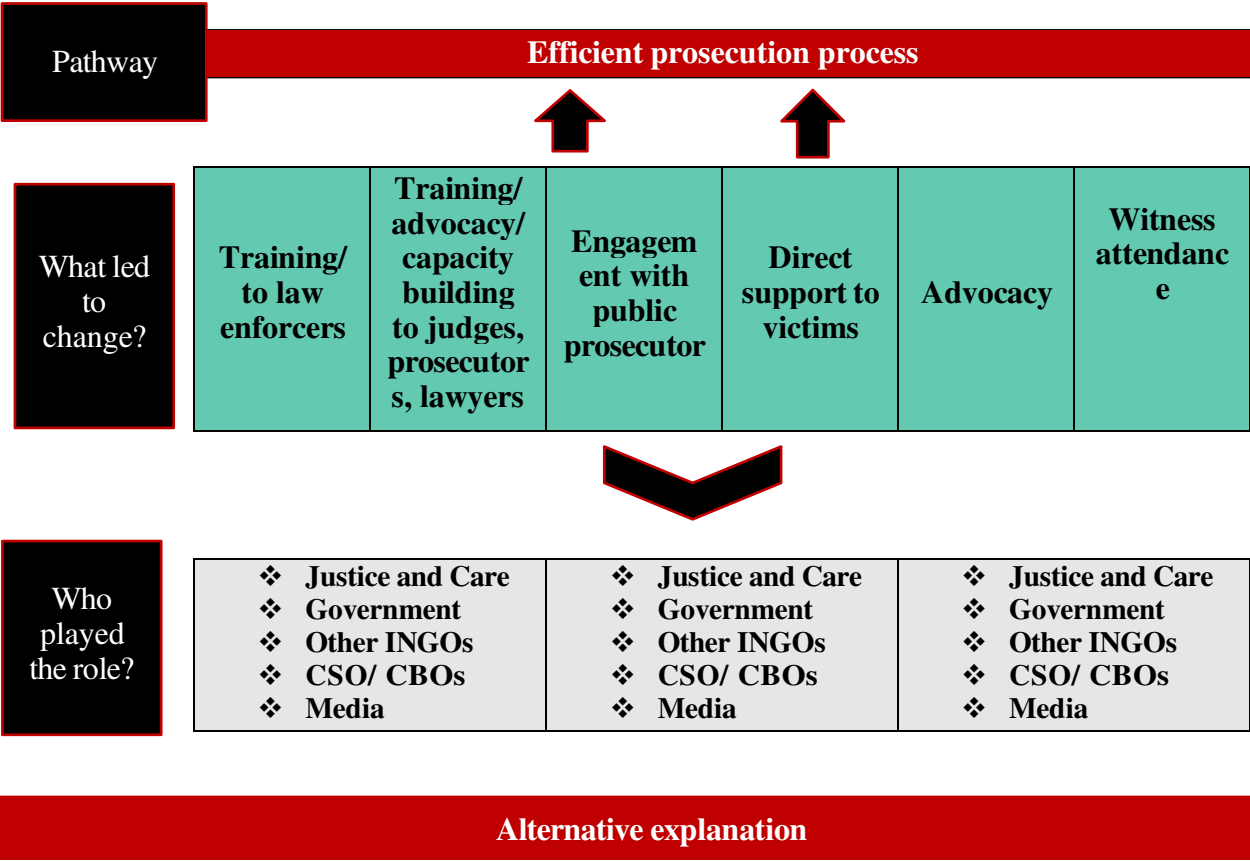 Pathway
Efficient prosecution process
What led
to
change?
Training/
to law
enforcers
Training/
advocacy/
capacity
building
to judges,
prosecutor
s, lawyers
Engagem
ent with
public
prosecutor
Direct
support to
victims
Advocacy
Witness
attendanc
e
Who
played
the role?
❖ Justice and Care
❖ Government
❖ Other INGOs
❖ CSO/ CBOs
❖ Media
❖ Justice and Care
❖ Government
❖ Other INGOs
❖ CSO/ CBOs
❖ Media
❖ Justice and Care
❖ Government
❖ Other INGOs
❖ CSO/ CBOs
❖ Media
Alternative explanation